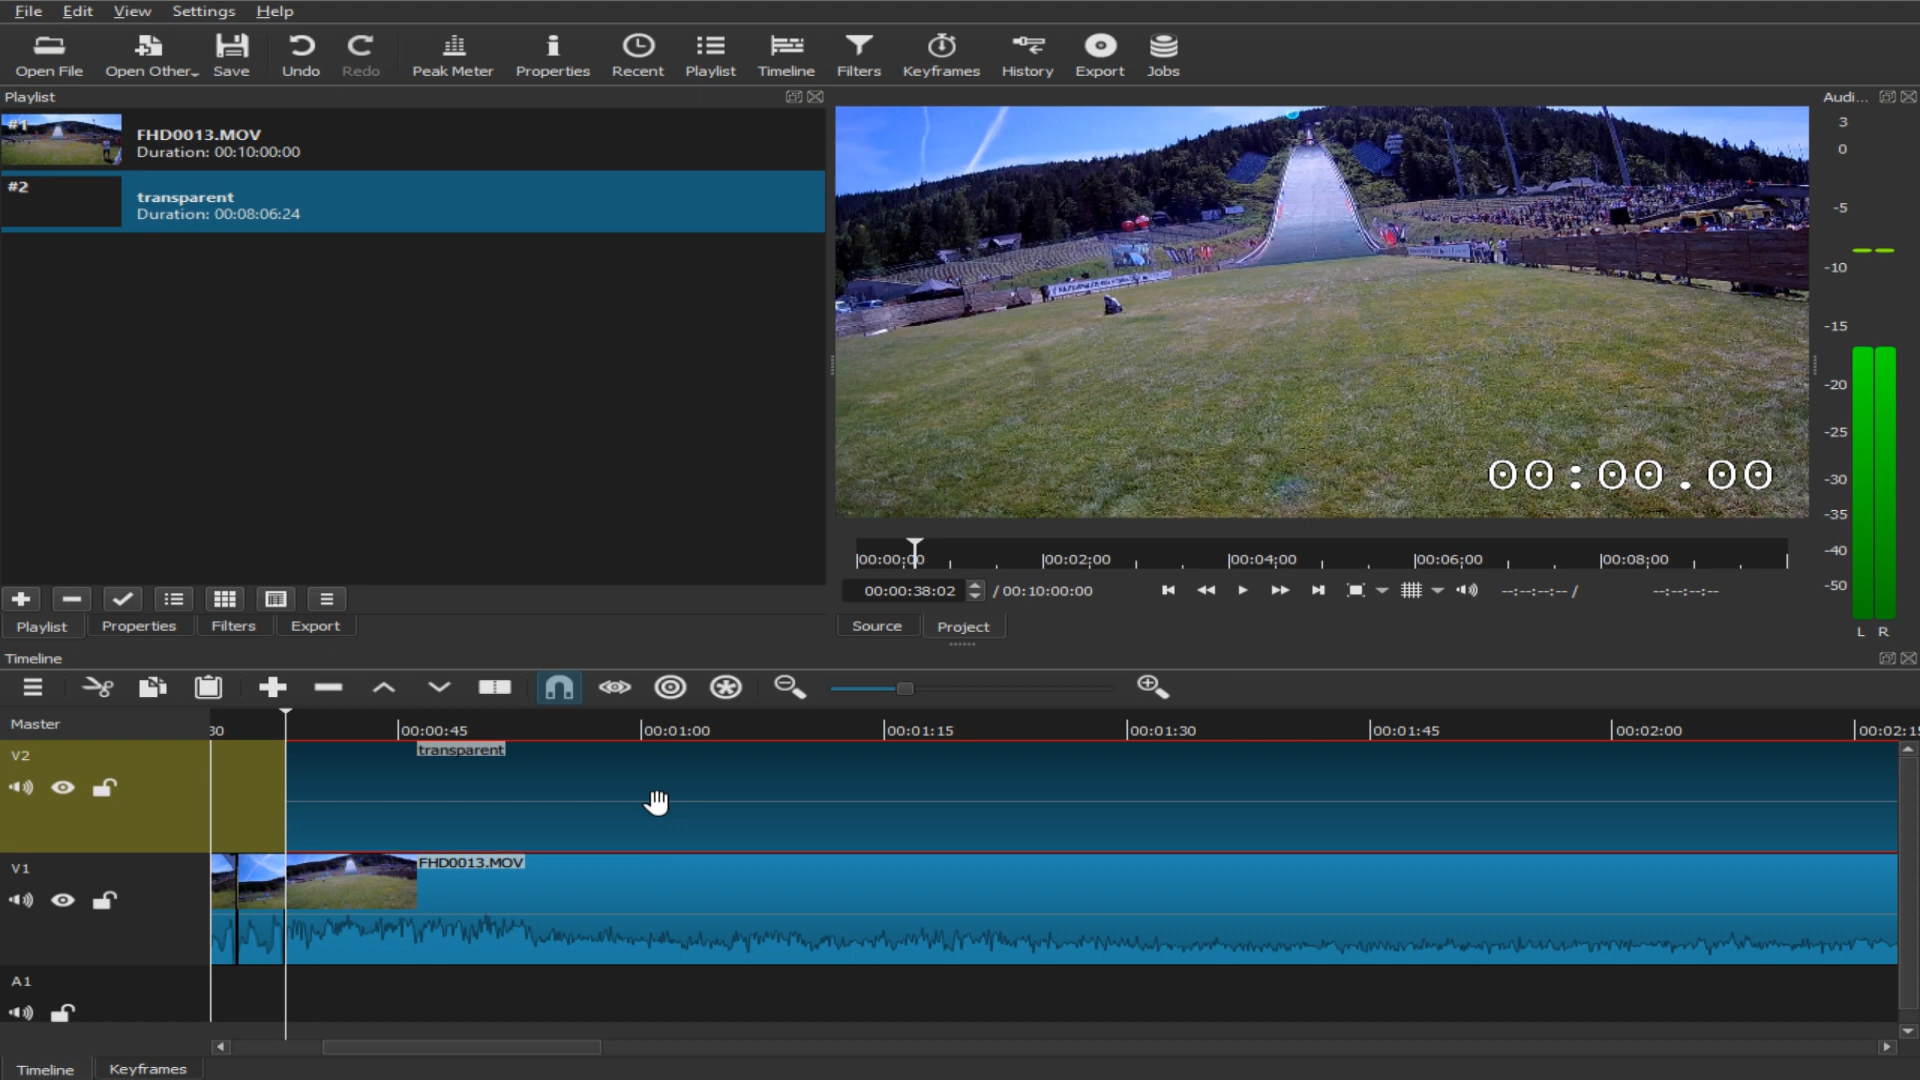 File Edit View Settings Help
Open File Open Other Save Undo Redo Peak Meter Properties Recent Playlist Timeline Filters Keyframes History Export Jobs
Playlist
#1
FHD0013.MOV
Duration: 00:10:00:00
#2
transparent
Duration: 00:08:06:24
00:00.00
Audi...
3
0
-5
-10
-15
-20
-25
-30
-35
-40
-50
L R
00:00:00 00:02:00 00:04:00 00:06:00 00:08:00
00:00:38:02 / 00:10:00:00 --:--:--:-- / --:--:--:--
Playlist Properties Filters Export
Source Project
Timeline
Master
30 00:00:45 00:01:00 00:01:15 00:01:30 00:01:45 00:02:00 00:02:15
V2
transparent
V1
FHD0013.MOV
A1
Timeline Keyframes